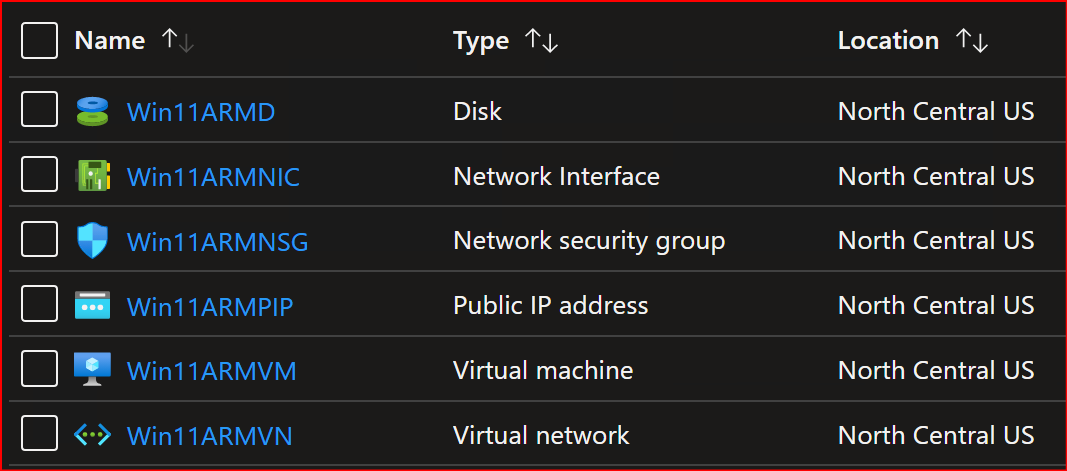 Name ↑↓ Type ↑↓ Location ↑↓
Win11ARMD Disk North Central US
Win11ARMNIC Network Interface North Central US
Win11ARMNSG Network security group North Central US
Win11ARMPIP Public IP address North Central US
Win11ARMVM Virtual machine North Central US
Win11ARMVN Virtual network North Central US